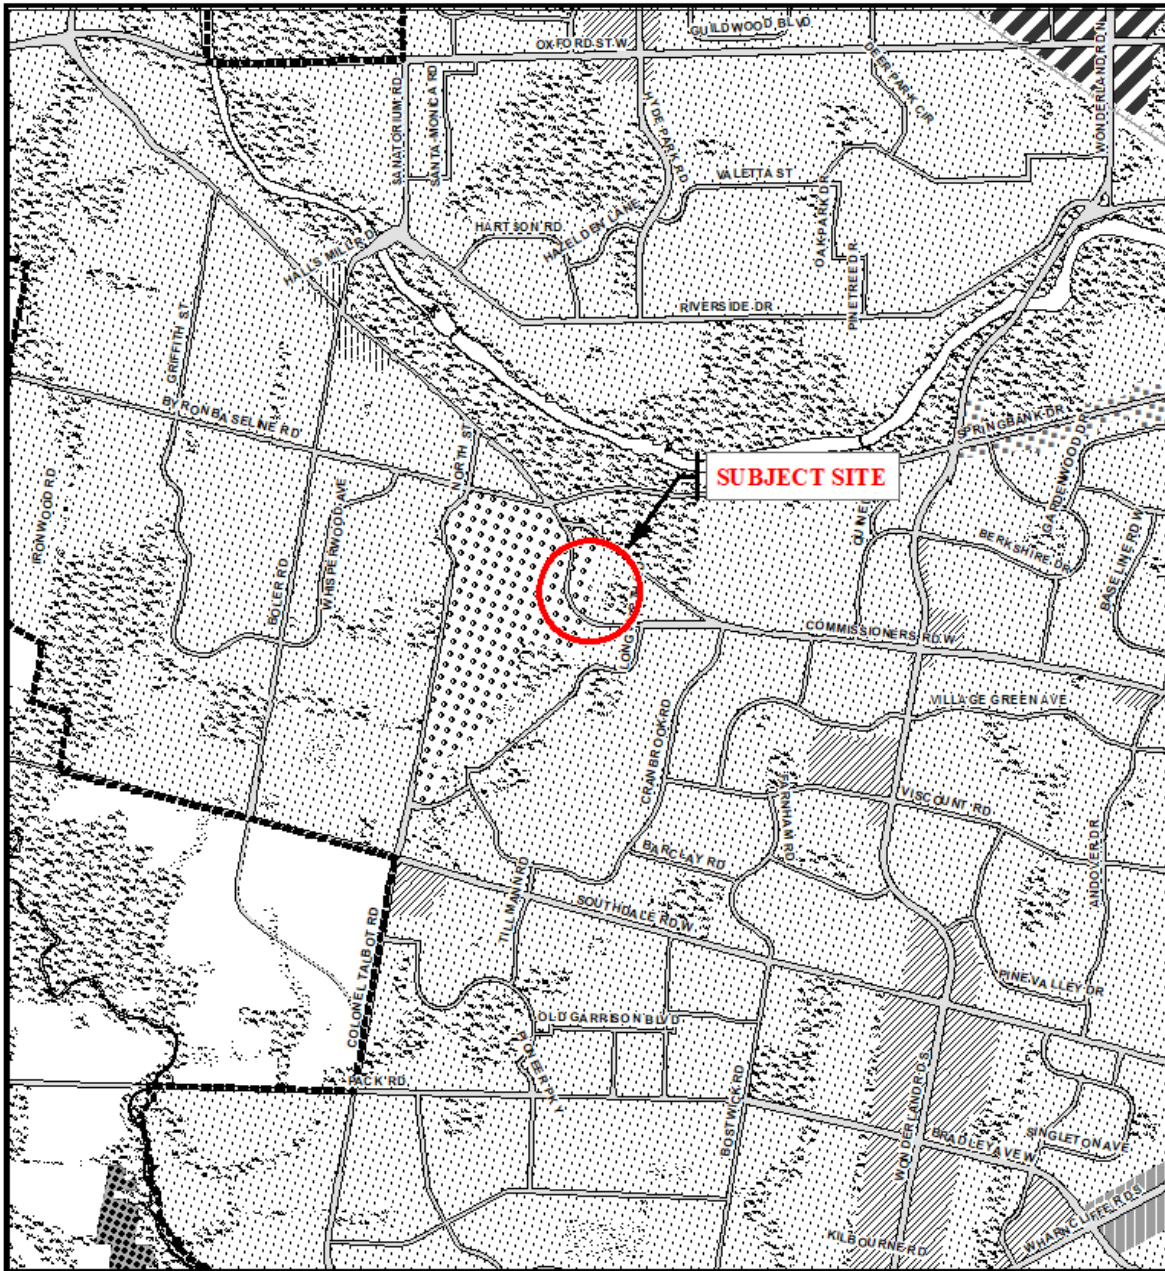 GUILDWOOD BLVD
OXFORD ST W
DEER PARK CIR
WONDERLAND RD N
SANATORIUM RD
SANTA MONICA RD
HYDE PARK RD
VALETTA ST
HARTSON RD
HAZELDEN LANE
OAK PARK DR
HALLS MILL RD
PINETREE DR
RIVERSIDE DR
GRIFFITH ST
BYRON BASELINE RD
NORTH ST
SPRINGBANK DR
GARDENWOOD DR
SUBJECT SITE
IRONWOOD RD
WHISPERWOOD AVE
BOLER RD
BERKSHIRE DR
BASELINE RD W
COMMISSIONERS RD W
LONG
VILLAGE GREEN AVE
CRANBROOK RD
FARNHAM RD
VISCOUNT RD
ANDOVER DR
BARCLAY RD
TILLMANN RD
SOUTHDALE RD W
COLONEL TALBOT RD
PINE VALLEY DR
OLD GARRISON BLVD
PIONEER PKY
PACK RD
BOSTWICK RD
WONDERLAND RD S
BRADLEY AVE W
SINGLETON AVE
WHARNCLIFFE RD S
KILBOURNE RD